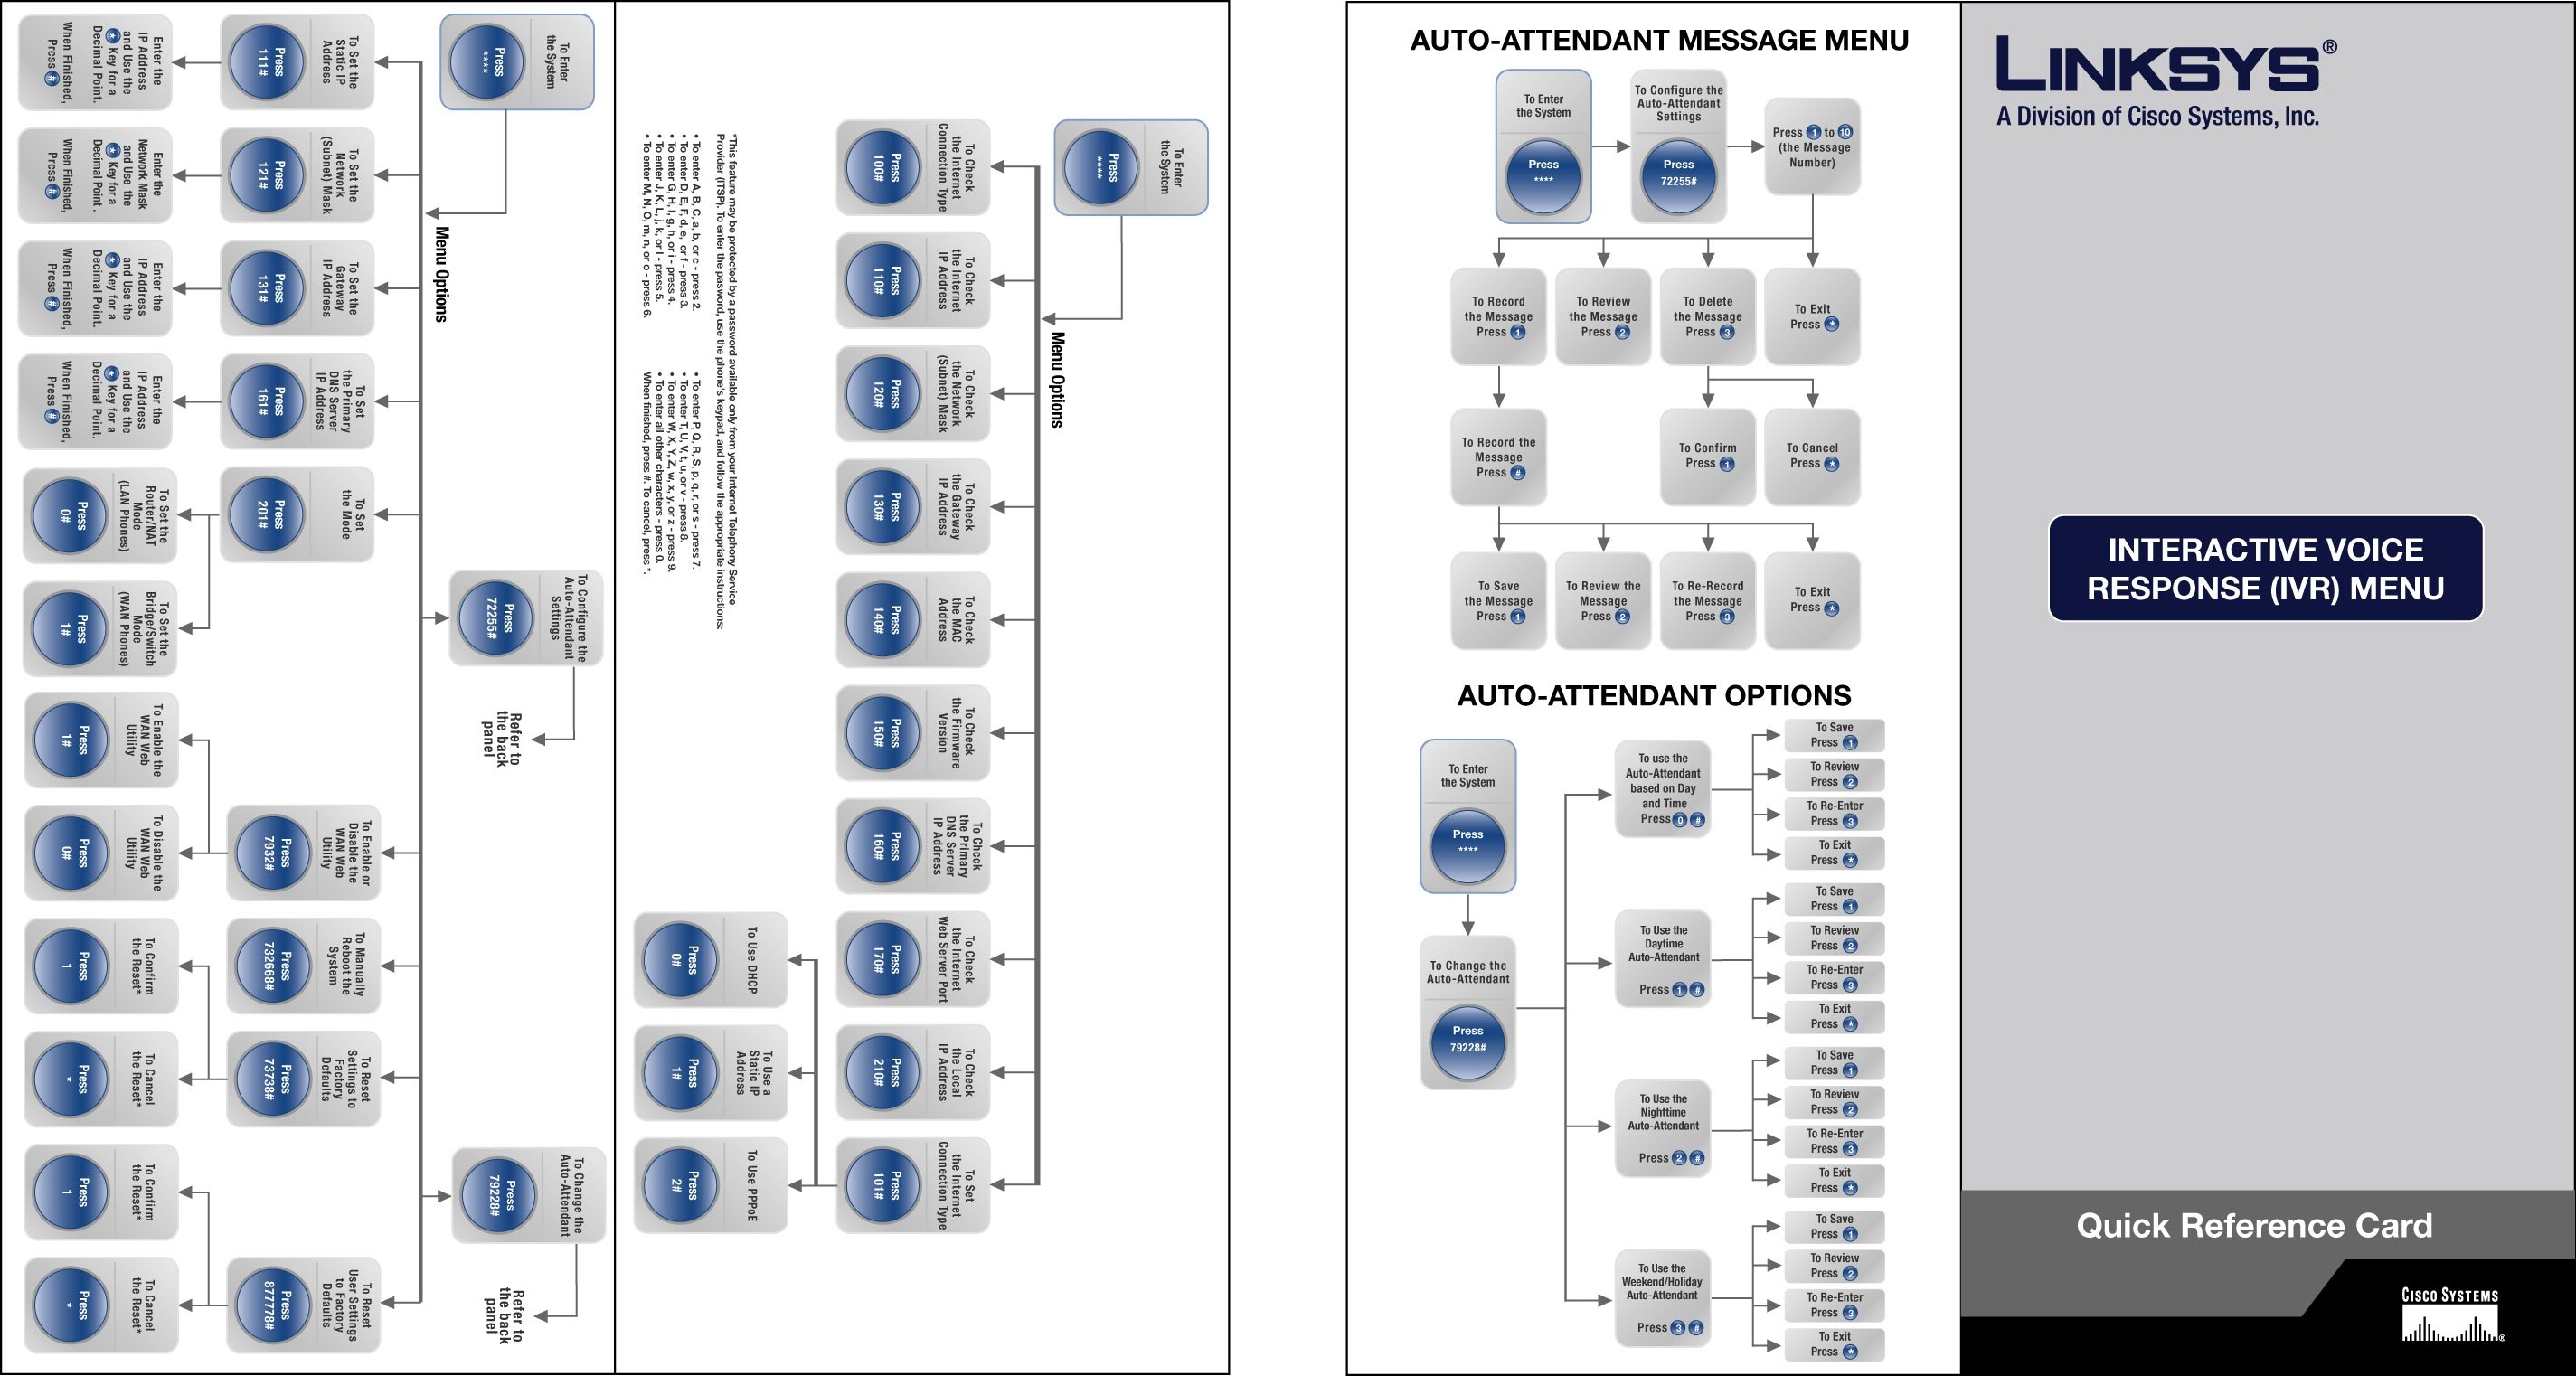 To Enter
the System
Press
****
Menu Options
To Set the
Static IP
Address
Press
111#
Enter the
IP Address
and Use the
* Key for a
Decimal Point.
When Finished,
Press #
To Set the
Network
(Subnet) Mask
Press
121#
Enter the
Network Mask
and Use the
* Key for a
Decimal Point .
When Finished,
Press #
To Set the
Gateway
IP Address
Press
131#
Enter the
IP Address
and Use the
* Key for a
Decimal Point.
When Finished,
Press #
To Set
the Primary
DNS Server
IP Address
Press
161#
Enter the
IP Address
and Use the
* Key for a
Decimal Point.
When Finished,
Press #
To Set
the Mode
Press
201#
To Set the
Router/NAT
Mode
(LAN Phones)
Press
0#
To Set the
Bridge/Switch
Mode
(WAN Phones)
Press
1#
To Configure the
Auto-Attendant
Settings
Press
72255#
Refer to
the back
panel
To Enable or
Disable the
WAN Web
Utility
Press
7932#
To Enable the
WAN Web
Utility
Press
1#
To Disable the
WAN Web
Utility
Press
0#
To Manually
Reboot the
System
Press
732668#
To Reset
Settings to
Factory
Defaults
Press
73738#
To Confirm
the Reset*
Press
1
To Cancel
the Reset*
Press
*
To Change the
Auto-Attendant
Press
79228#
Refer to
the back
panel
To Reset
User Settings
to Factory
Defaults
Press
877778#
To Confirm
the Reset*
Press
1
To Cancel
the Reset*
Press
*
To Enter
the System
Press
****
Menu Options
To Check
the Internet
Connection Type
Press
100#
To Check
the Internet
IP Address
Press
110#
To Check
the Network
(Subnet) Mask
Press
120#
To Check
the Gateway
IP Address
Press
130#
To Check
the MAC
Address
Press
140#
To Check
the Firmware
Version
Press
150#
To Check
the Primary
DNS Server
IP Address
Press
160#
To Check
the Internet
Web Server Port
Press
170#
To Check
the Local
IP Address
Press
210#
To Set
the Internet
Connection Type
Press
101#
To Use DHCP
Press
0#
To Use a
Static IP
Address
Press
1#
To Use PPPoE
Press
2#
*This feature may be protected by a password available only from your Internet Telephony Service
Provider (ITSP). To enter the password, use the phone's keypad, and follow the appropriate instructions:
• To enter A, B, C, a, b, or c - press 2.
• To enter D, E, F, d, e, or f - press 3.
• To enter G, H, I, g, h, or i - press 4.
• To enter J, K, L, j, k, or l - press 5.
• To enter M, N, O, m, n, or o - press 6.
• To enter P, Q, R, S, p, q, r, or s - press 7.
• To enter T, U, V, t, u, or v - press 8.
• To enter W, X, Y, Z, w, x, y, or z - press 9.
• To enter all other characters - press 0.
When finished, press #. To cancel, press *.
AUTO-ATTENDANT MESSAGE MENU
To Enter
the System
Press
****
To Configure the
Auto-Attendant
Settings
Press
72255#
Press 1 to 10
(the Message
Number)
To Record
the Message
Press 1
To Review
the Message
Press 2
To Delete
the Message
Press 3
To Exit
Press *
To Record the
Message
Press #
To Confirm
Press 1
To Cancel
Press *
To Save
the Message
Press 1
To Review the
Message
Press 2
To Re-Record
the Message
Press 3
To Exit
Press *
AUTO-ATTENDANT OPTIONS
To Enter
the System
Press
****
To Change the
Auto-Attendant
Press
79228#
To use the
Auto-Attendant
based on Day
and Time
Press 0 #
To Save
Press 1
To Review
Press 2
To Re-Enter
Press 3
To Exit
Press *
To Use the
Daytime
Auto-Attendant
Press 1 #
To Save
Press 1
To Review
Press 2
To Re-Enter
Press 3
To Exit
Press *
To Use the
Nighttime
Auto-Attendant
Press 2 #
To Save
Press 1
To Review
Press 2
To Re-Enter
Press 3
To Exit
Press *
To Use the
Weekend/Holiday
Auto-Attendant
Press 3 #
To Save
Press 1
To Review
Press 2
To Re-Enter
Press 3
To Exit
Press *
LINKSYS®
A Division of Cisco Systems, Inc.
INTERACTIVE VOICE
RESPONSE (IVR) MENU
Quick Reference Card
CISCO SYSTEMS
®